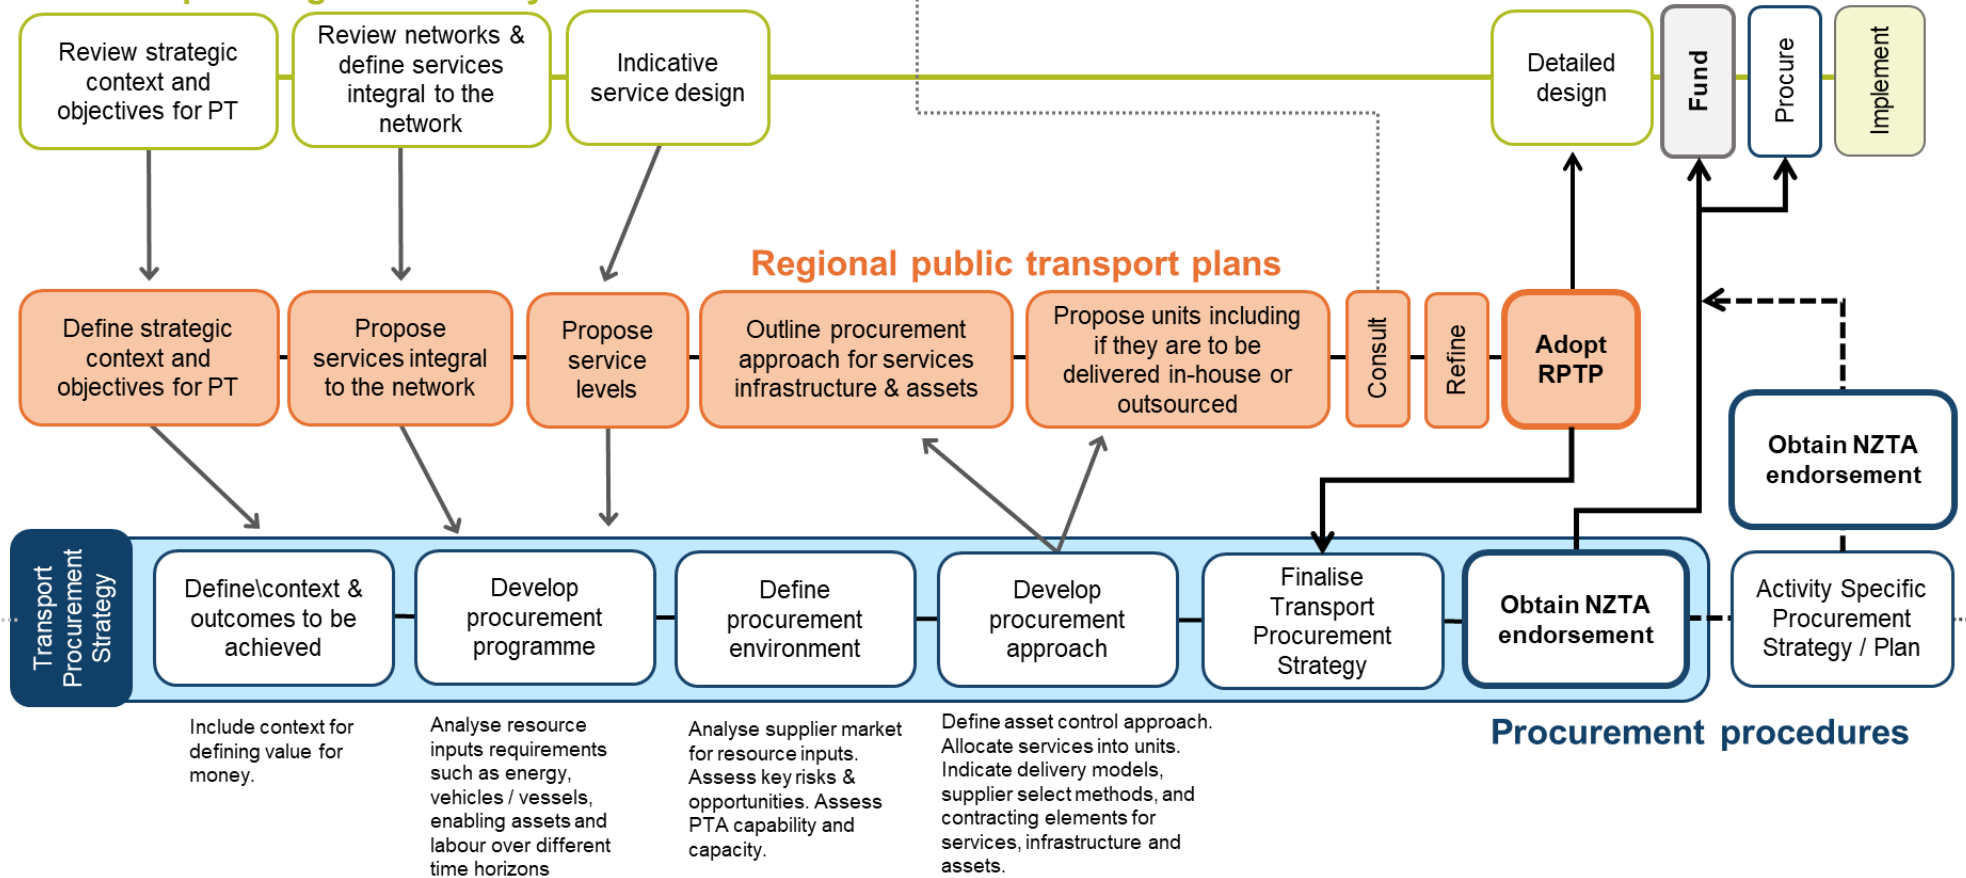 Review strategic
context and
objectives for PT
Review networks &
define services
integral to the
network
Indicative
service design
Detailed
design
Fund
Procure
Implement
Regional public transport plans
Define strategic
context and
objectives for PT
Propose
services integral
to the network
Propose
service
levels
Outline procurement
approach for services
infrastructure & assets
Propose units including
if they are to be
delivered in-house or
outsourced
Consult
Refine
Adopt
RPTP
Obtain NZTA
endorsement
Transport
Procurement
Strategy
Define\context &
outcomes to be
achieved
Develop
procurement
programme
Define
procurement
environment
Develop
procurement
approach
Finalise
Transport
Procurement
Strategy
Obtain NZTA
endorsement
Activity Specific
Procurement
Strategy / Plan
Include context for
defining value for
money.
Analyse resource
inputs requirements
such as energy,
vehicles / vessels,
enabling assets and
labour over different
time horizons
Analyse supplier market
for resource inputs.
Assess key risks &
opportunities. Assess
PTA capability and
capacity.
Define asset control approach.
Allocate services into units.
Indicate delivery models,
supplier select methods, and
contracting elements for
services, infrastructure and
assets.
Procurement procedures